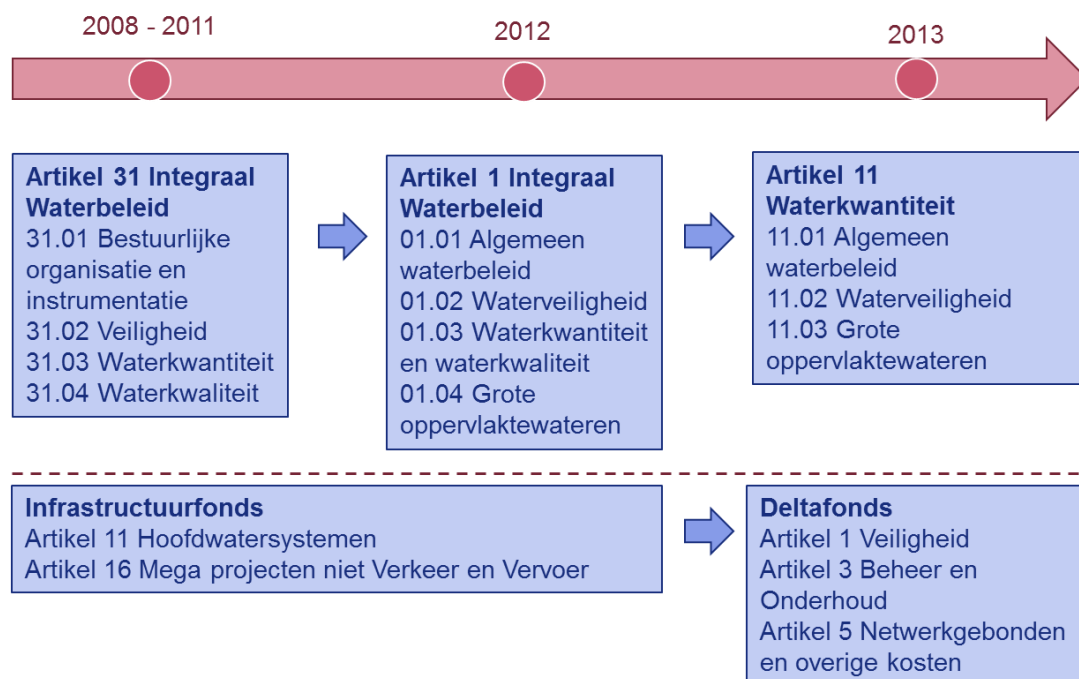 2008 - 2011
2012
2013
Artikel 31 Integraal
Waterbeleid
31.01 Bestuurlijke
organisatie en
instrumentatie
31.02 Veiligheid
31.03 Waterkwantiteit
31.04 Waterkwaliteit
Artikel 1 Integraal
Waterbeleid
01.01 Algemeen
waterbeleid
01.02 Waterveiligheid
01.03 Waterkwantiteit
en waterkwaliteit
01.04 Grote
oppervlaktewateren
Artikel 11
Waterkwantiteit
11.01 Algemeen
waterbeleid
11.02 Waterveiligheid
11.03 Grote
oppervlaktewateren
Infrastructuurfonds
Artikel 11 Hoofdwatersystemen
Artikel 16 Mega projecten niet Verkeer en Vervoer
Deltafonds
Artikel 1 Veiligheid
Artikel 3 Beheer en
Onderhoud
Artikel 5 Netwerkgebonden
en overige kosten